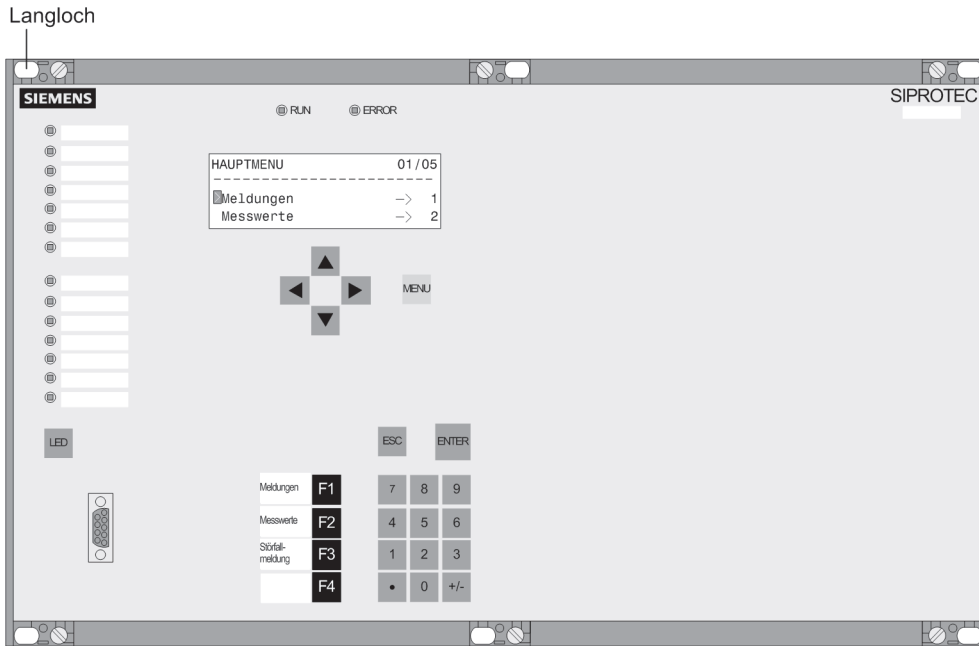 Langloch
SIEMENS
RUN
ERROR
SIPROTEC
HAUPTMENU 01/05
--------------------
>Meldungen -> 1
Messwerte -> 2
MENU
LED
ESC
ENTER
Meldungen F1 7 8 9
Messwerte F2 4 5 6
Störfall-
meldung F3 1 2 3
F4 • 0 +/-